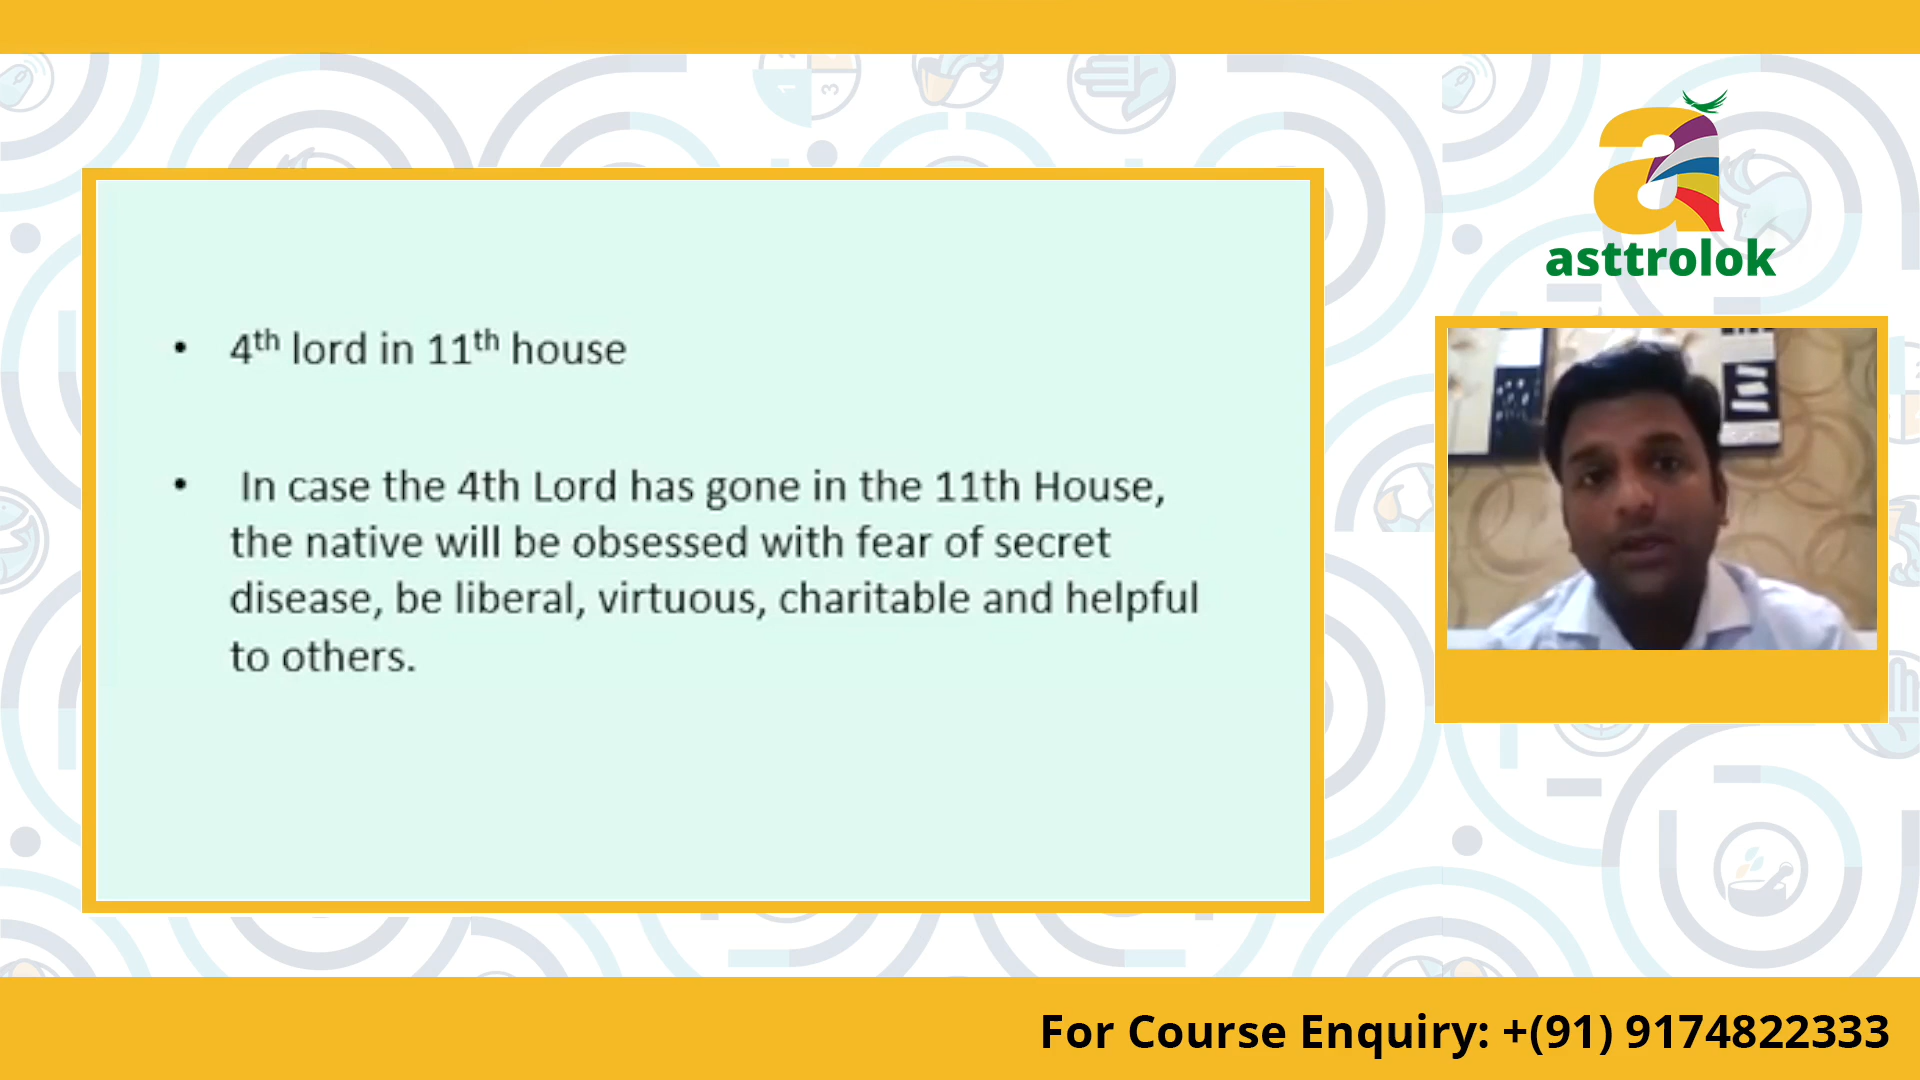 asttrolok
• 4th lord in 11th house
• In case the 4th Lord has gone in the 11th House,
the native will be obsessed with fear of secret
disease, be liberal, virtuous, charitable and helpful
to others.
For Course Enquiry: +(91) 9174822333